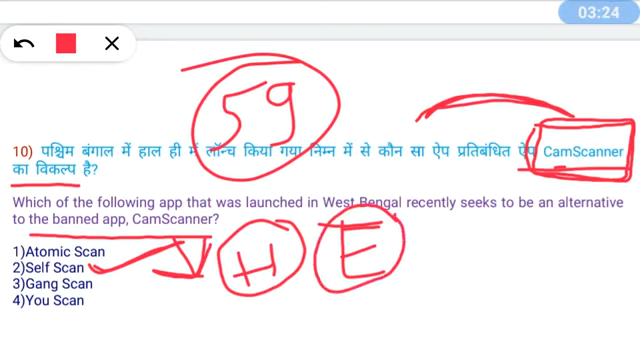 03:24
59
10) पश्चिम बंगाल में हाल ही में लॉन्च किया गया निम्न में से कौन सा ऐप प्रतिबंधित ऐप CamScanner
का विकल्प है?
Which of the following app that was launched in West Bengal recently seeks to be an alternative
to the banned app, CamScanner?
H E
1)Atomic Scan
2)Self Scan
3)Gang Scan
4)You Scan